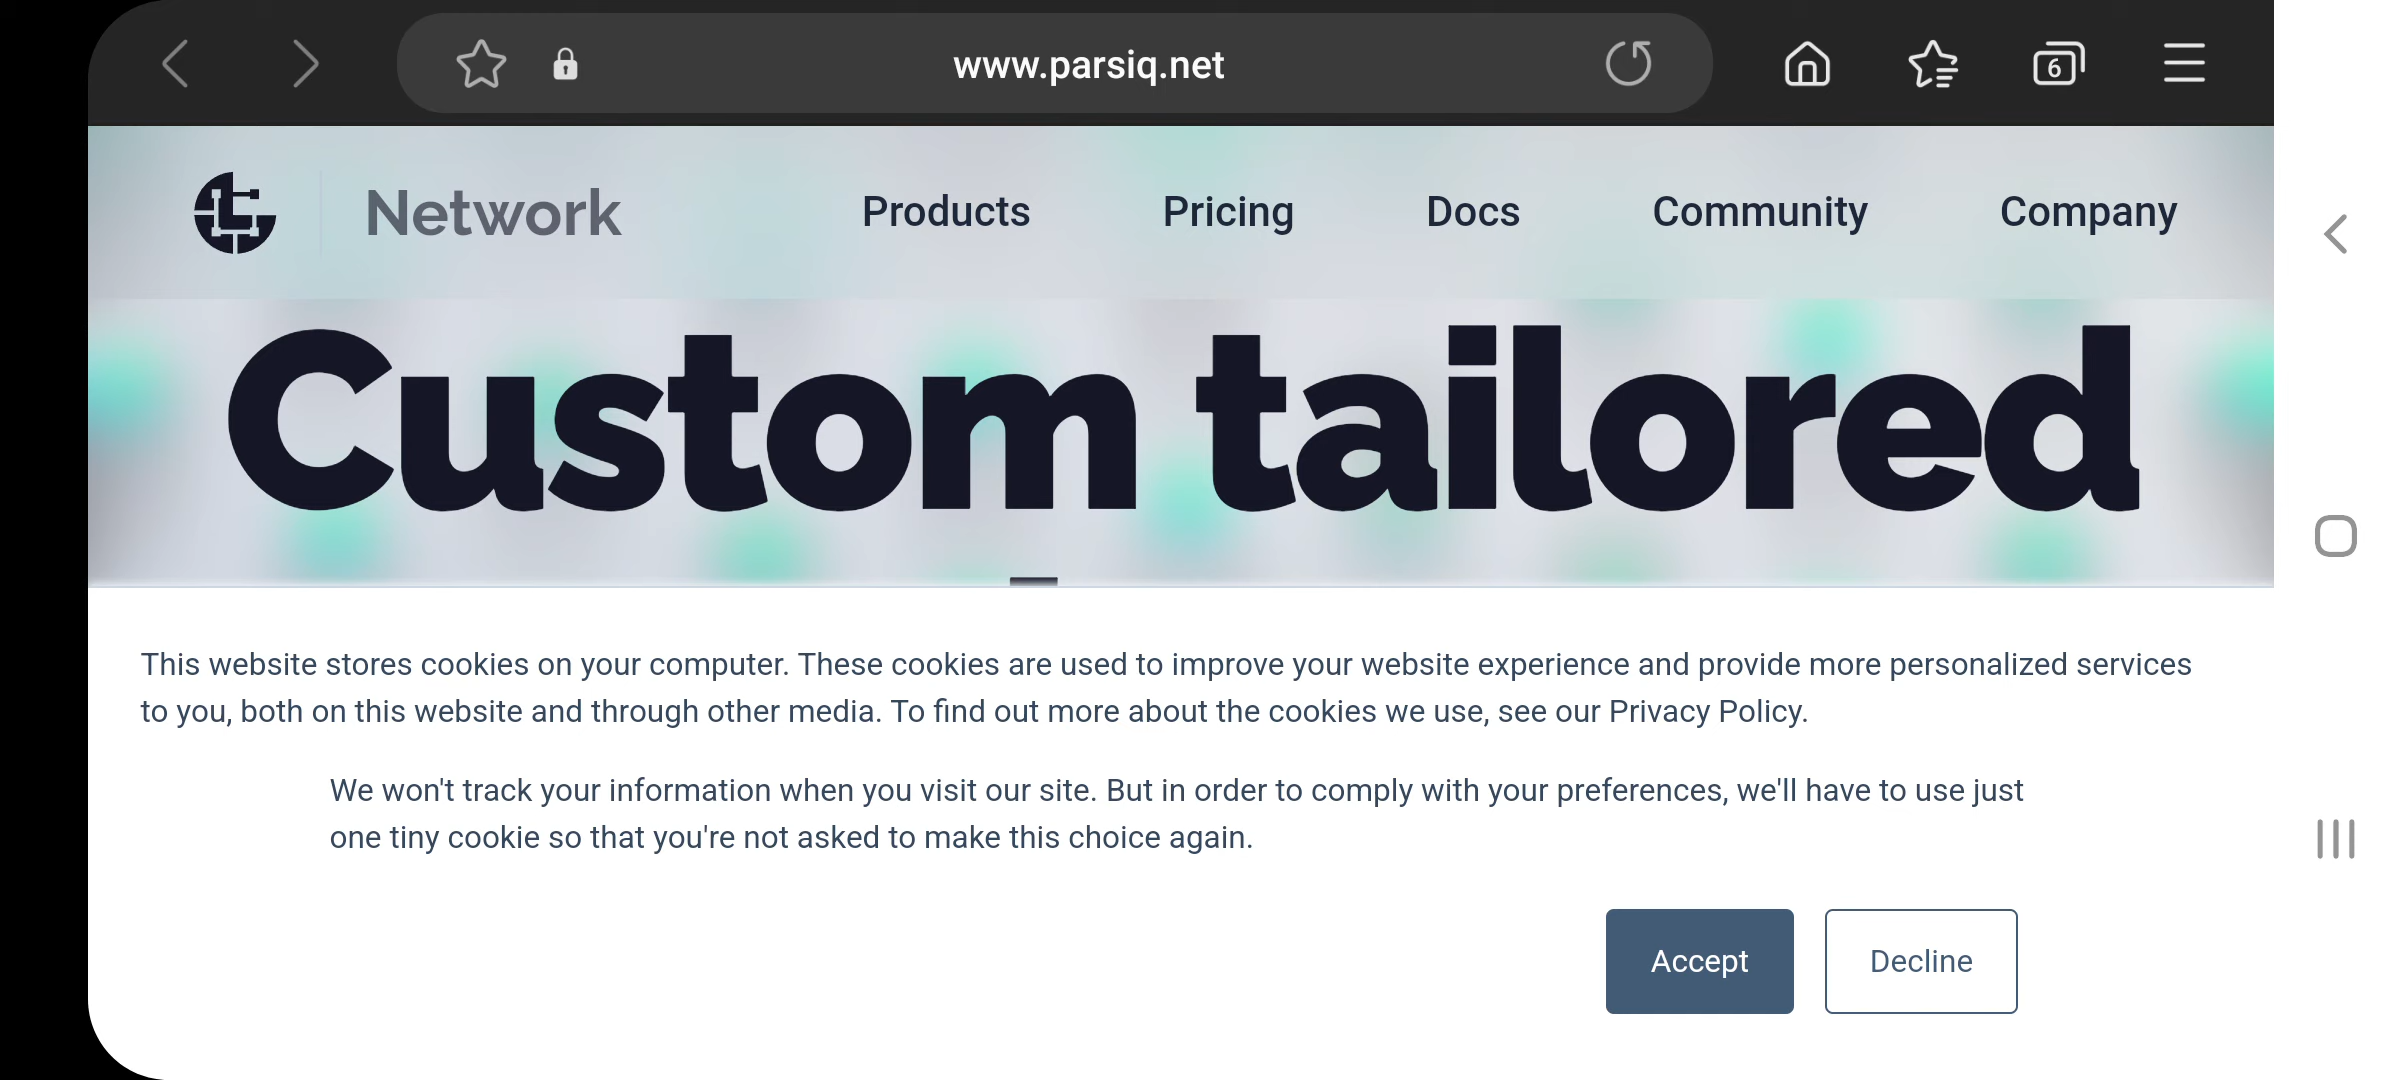 www.parsiq.net
6
Network
Products
Pricing
Docs
Community
Company
Custom tailored
This website stores cookies on your computer. These cookies are used to improve your website experience and provide more personalized services
to you, both on this website and through other media. To find out more about the cookies we use, see our Privacy Policy.
We won't track your information when you visit our site. But in order to comply with your preferences, we'll have to use just
one tiny cookie so that you're not asked to make this choice again.
Accept
Decline